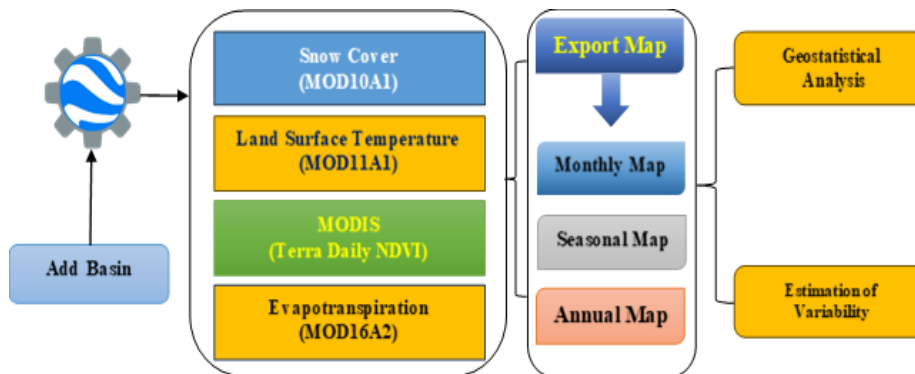 Add Basin
Snow Cover
(MOD10A1)
Land Surface Temperature
(MOD11A1)
MODIS
(Terra Daily NDVI)
Evapotranspiration
(MOD16A2)
Export Map
Monthly Map
Seasonal Map
Annual Map
Geostatistical
Analysis
Estimation of
Variability